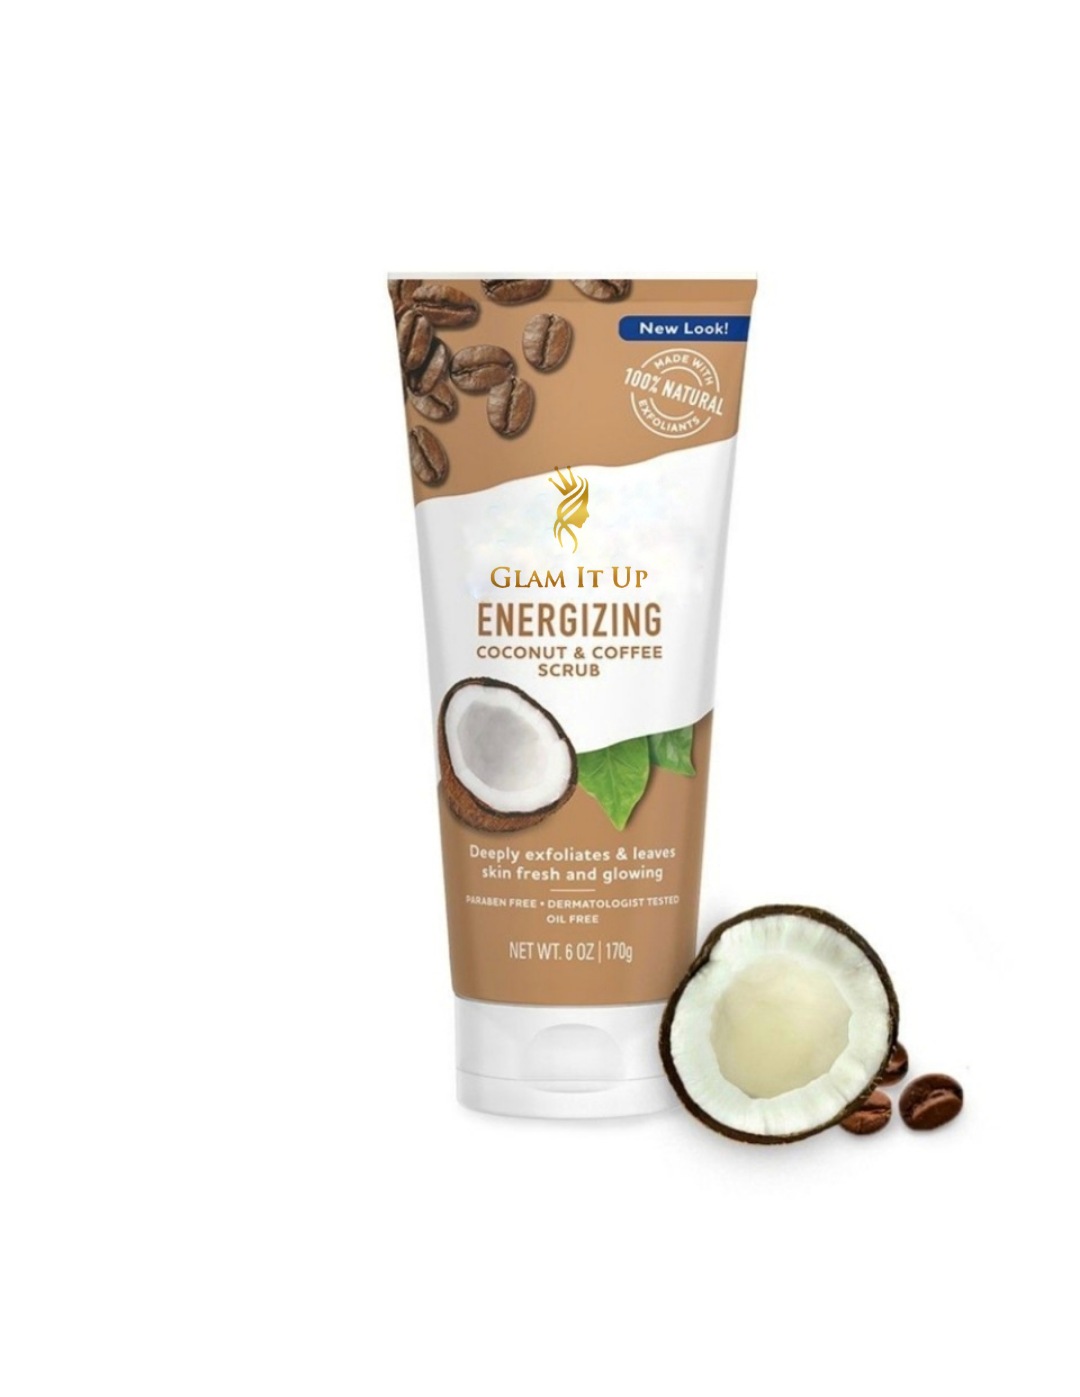 New Look!
MADE WITH
100% NATURAL
EXFOLIANTS
GLAM IT UP
ENERGIZING
COCONUT & COFFEE
SCRUB
Deeply exfoliates & leaves
skin fresh and glowing
PARABEN FREE • DERMATOLOGIST TESTED
OIL FREE
NET WT. 6 OZ | 170g